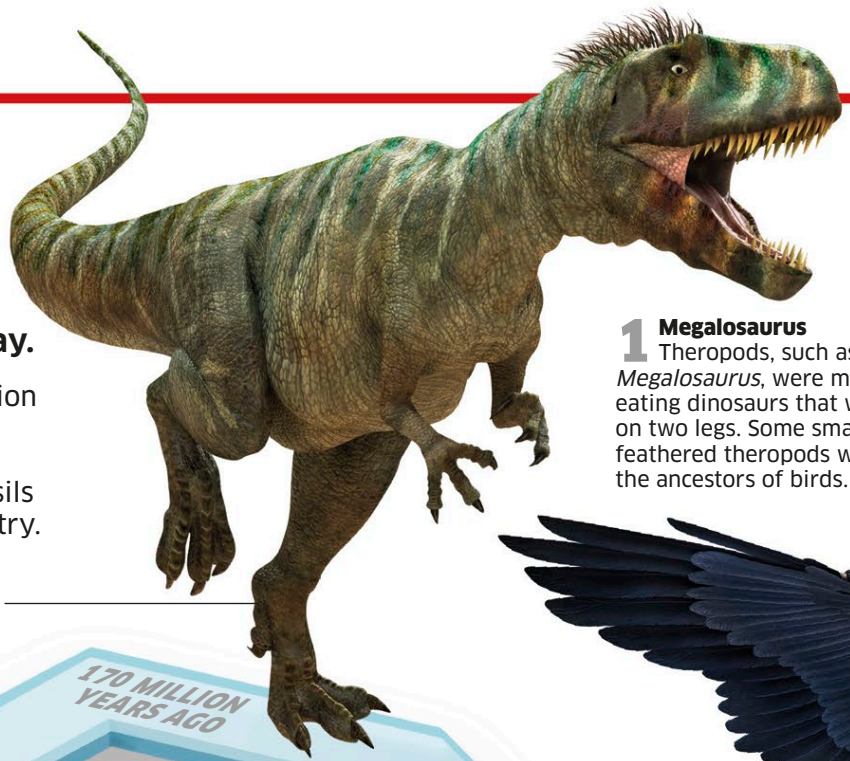 ay.
ion
sils
try.
1 Megalosaurus
Theropods, such as
Megalosaurus, were m
eating dinosaurs that w
on two legs. Some sma
feathered theropods w
the ancestors of birds.
170 MILLION
YEARS AGO